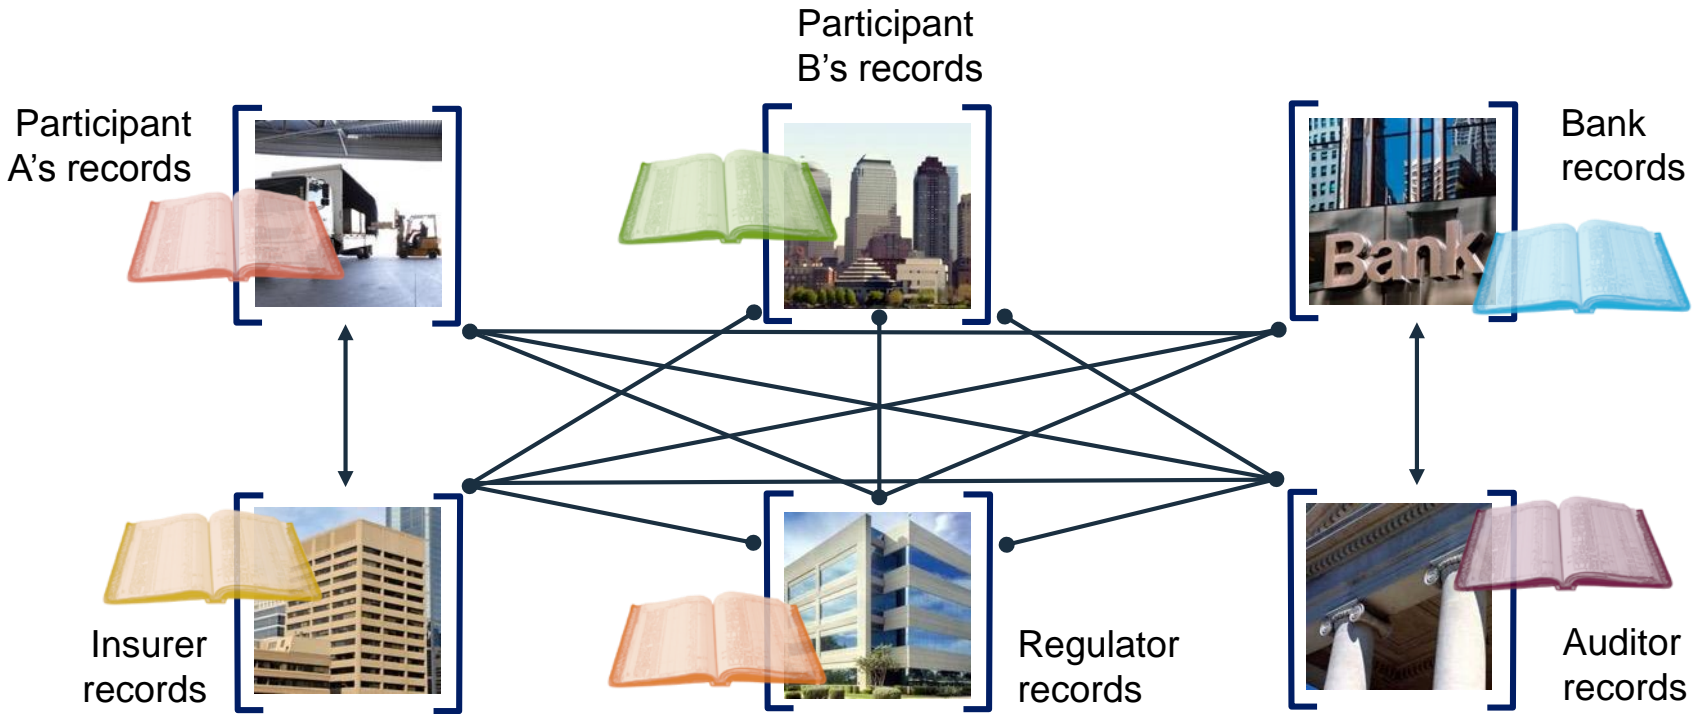 Participant
B’s records
Participant
A’s records
Bank
records
Bank
Insurer
records
Regulator
records
Auditor
records